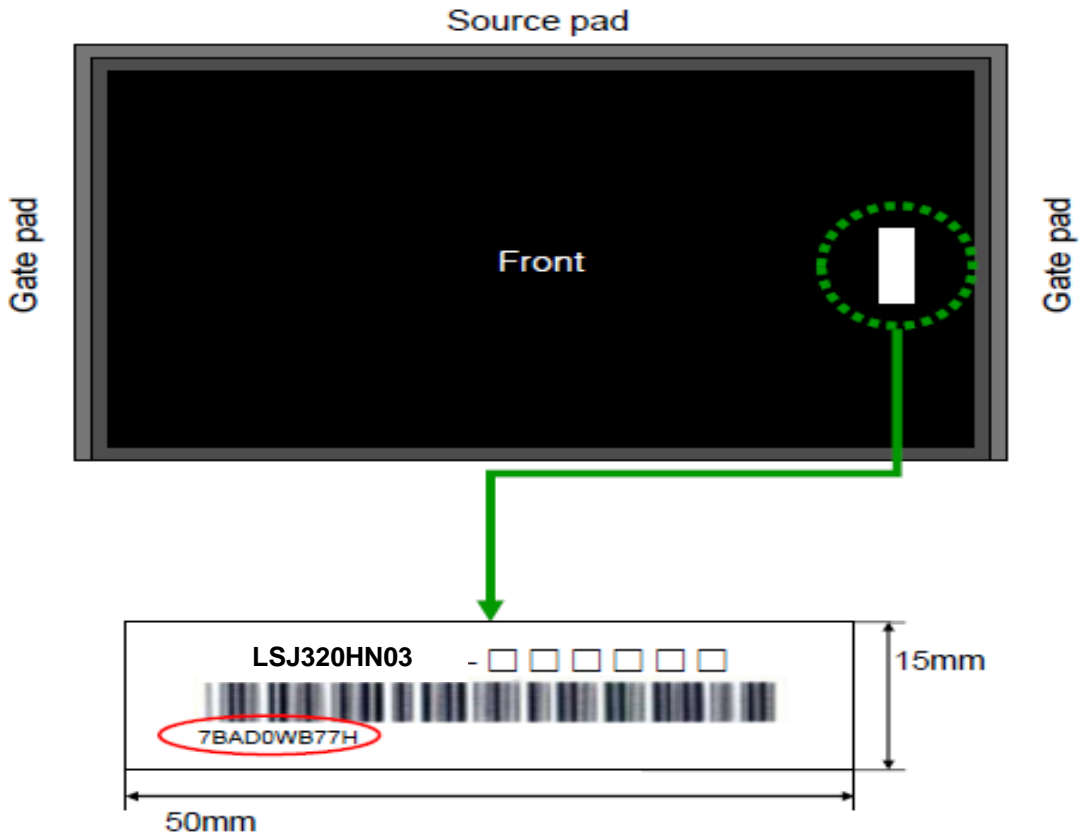 Source pad
Gate pad
Front
Gate pad
LSJ320HN03 - □ □ □ □ □ □
15mm
7BAD0WB77H
50mm